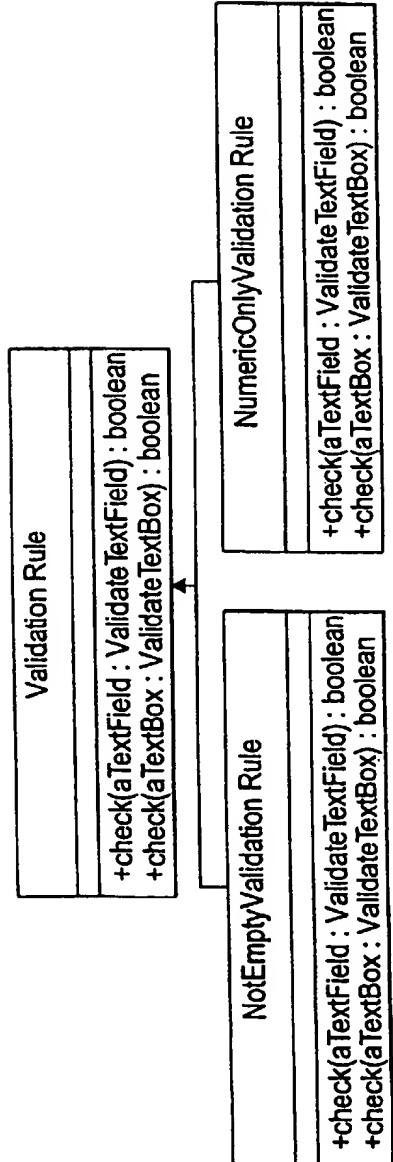 Validation Rule
+check(aTextField : ValidateTextField) : boolean
+check(aTextBox : ValidateTextBox) : boolean
NotEmptyValidation Rule
+check(aTextField : ValidateTextField) : boolean
+check(aTextBox : ValidateTextBox) : boolean
NumericOnlyValidation Rule
+check(aTextField : ValidateTextField) : boolean
+check(aTextBox : ValidateTextBox) : boolean